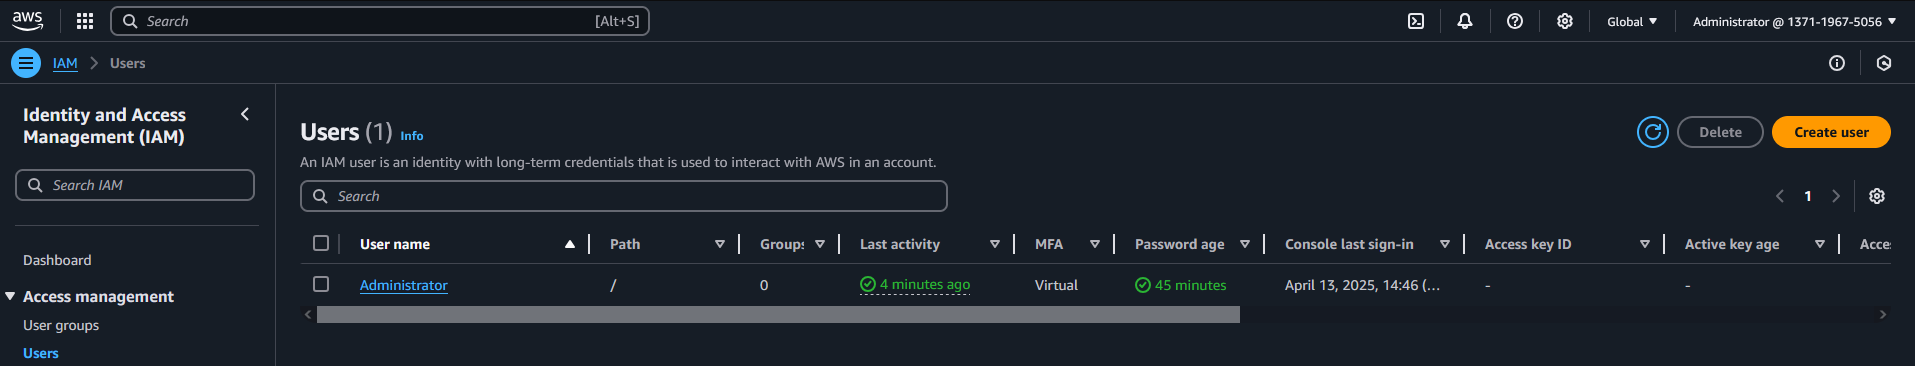 aws
Search [Alt+S] Global Administrator @ 1371-1967-5056
IAM Users
Identity and Access
Management (IAM)
Search IAM
Dashboard
Access management
User groups
Users
Users (1) Info
Delete Create user
An IAM user is an identity with long-term credentials that is used to interact with AWS in an account.
Search
1
User name Path Groups Last activity MFA Password age Console last sign-in Access key ID Active key age Acce
Administrator / 0 4 minutes ago Virtual 45 minutes April 13, 2025, 14:46 (... - -